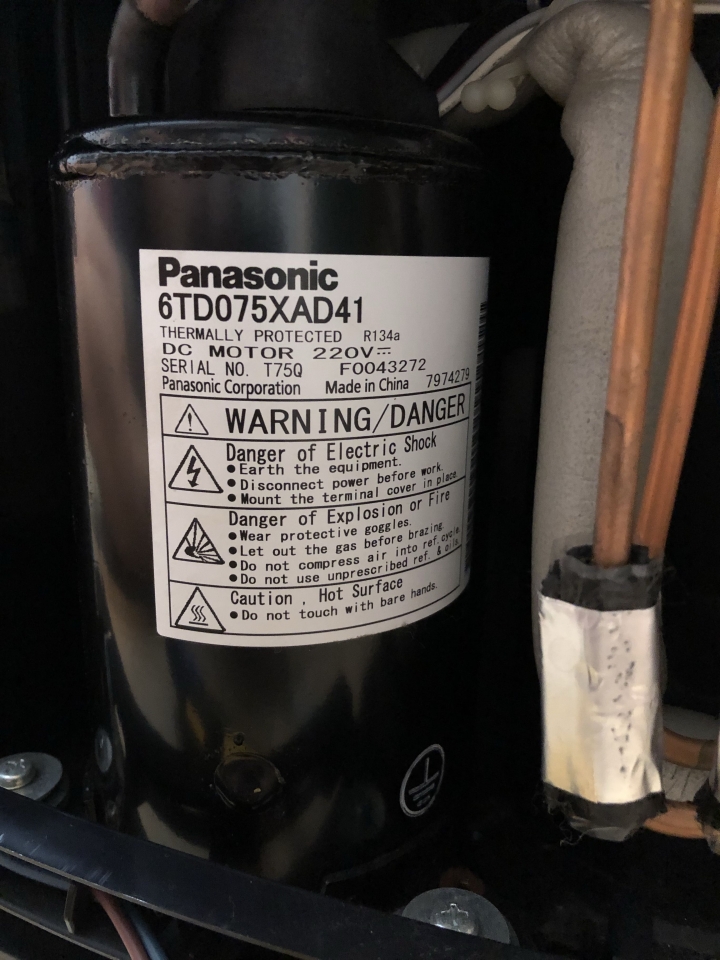 Panasonic
6TD075XAD41
THERMALLY PROTECTED R134a
DC MOTOR 220V⎓
SERIAL NO. T75Q F0043272
Panasonic Corporation Made in China 7974279
WARNING/DANGER
Danger of Electric Shock
●Earth the equipment.
●Disconnect power before work.
●Mount the terminal cover in place.
Danger of Explosion or Fire
●Wear protective goggles.
●Let out the gas before brazing.
●Do not compress air into ref. cycle.
●Do not use unprescribed ref. & oils.
Caution , Hot Surface
●Do not touch with bare hands.